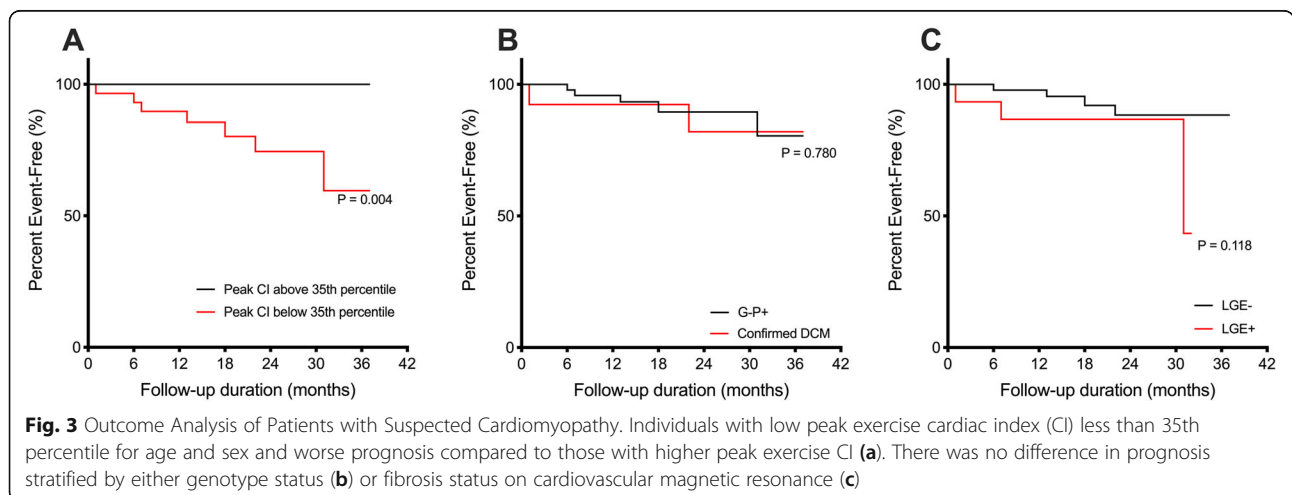 A
B
C
Percent Event-Free (%)
100
50
0
P = 0.004
Peak CI above 35th percentile
Peak CI below 35th percentile
0 6 12 18 24 30 36 42
Follow-up duration (months)
Percent Event-Free (%)
100
50
0
P = 0.780
G-P+
Confirmed DCM
0 6 12 18 24 30 36 42
Follow-up duration (months)
Percent Event-Free (%)
100
50
0
P = 0.118
LGE-
LGE+
0 6 12 18 24 30 36 42
Follow-up duration (months)
Fig. 3 Outcome Analysis of Patients with Suspected Cardiomyopathy. Individuals with low peak exercise cardiac index (CI) less than 35th
percentile for age and sex and worse prognosis compared to those with higher peak exercise CI (a). There was no difference in prognosis
stratified by either genotype status (b) or fibrosis status on cardiovascular magnetic resonance (c)